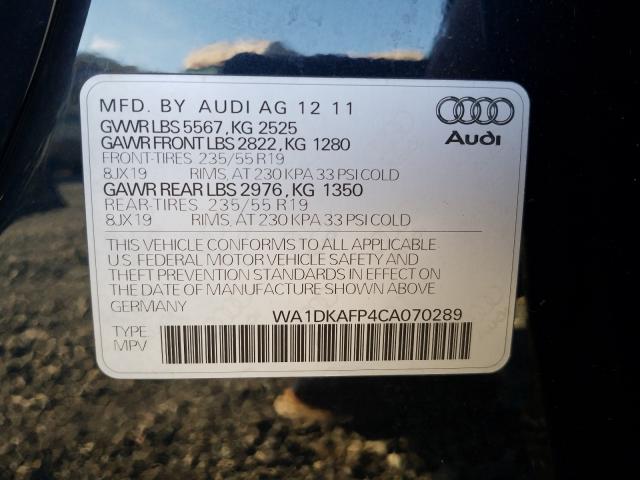 MFD. BY AUDI AG 12 11
GVWR LBS 5567, KG 2525
GAWR FRONT LBS 2822, KG 1280
FRONT-TIRES 235/55 R19
8JX19 RIMS, AT 230 KPA 33 PSI COLD
GAWR REAR LBS 2976, KG 1350
REAR-TIRES 235/55 R19
8JX19 RIMS, AT 230 KPA 33 PSI COLD
Audi
THIS VEHICLE CONFORMS TO ALL APPLICABLE
U.S. FEDERAL MOTOR VEHICLE SAFETY AND
THEFT PREVENTION STANDARDS IN EFFECT ON
THE DATE OF MANUFACTURE SHOWN ABOVE.
GERMANY WA1DKAFP4CA070289
TYPE
MPV